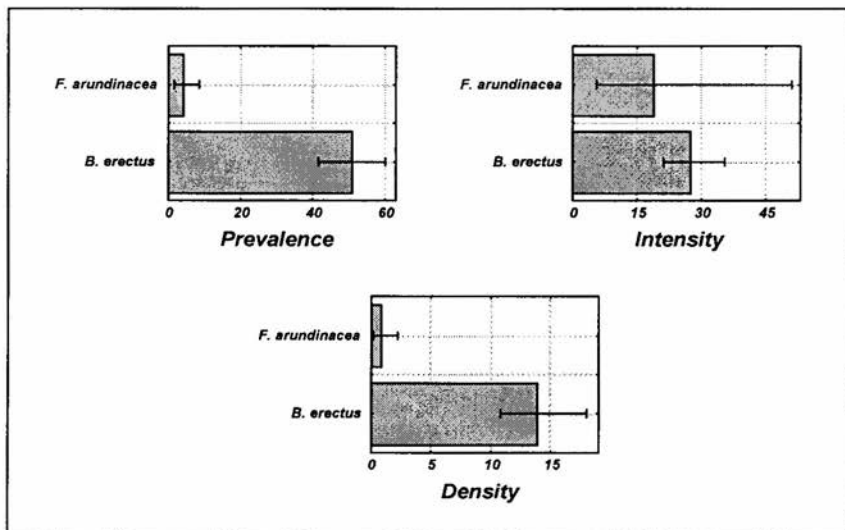 F. arundinacea
B. erectus
0 20 40 60
Prevalence
F. arundinacea
B. erectus
0 15 30 45
Intensity
F. arundinacea
B. erectus
0 5 10 15
Density